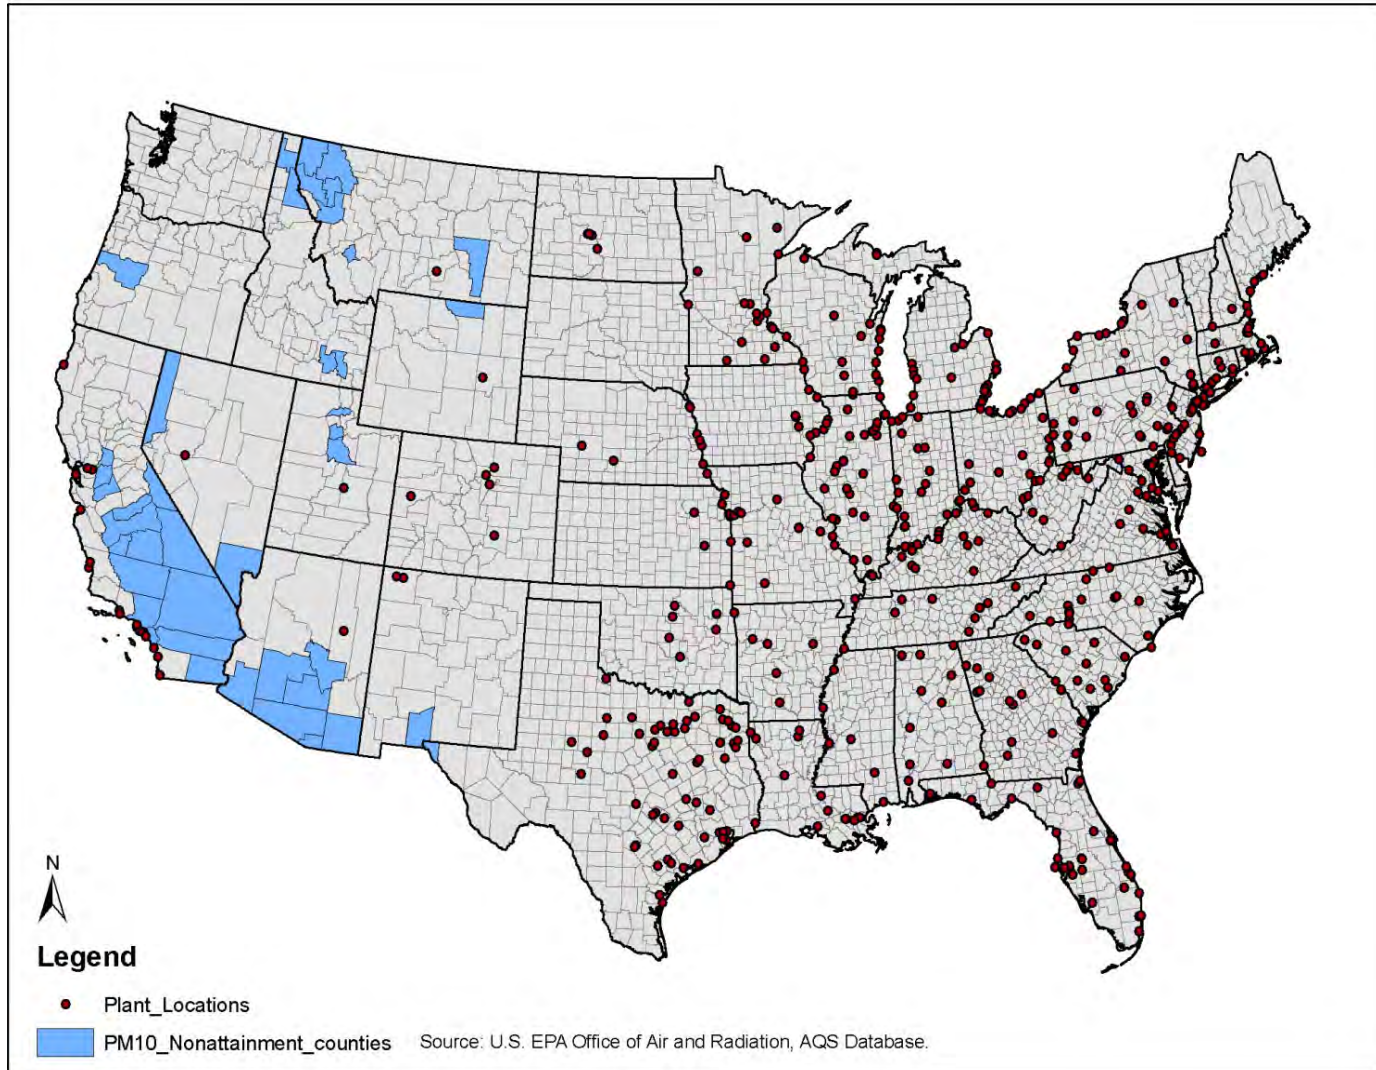 N
Legend
Plant_Locations
PM10_Nonattainment_counties Source: U.S. EPA Office of Air and Radiation, AQS Database.